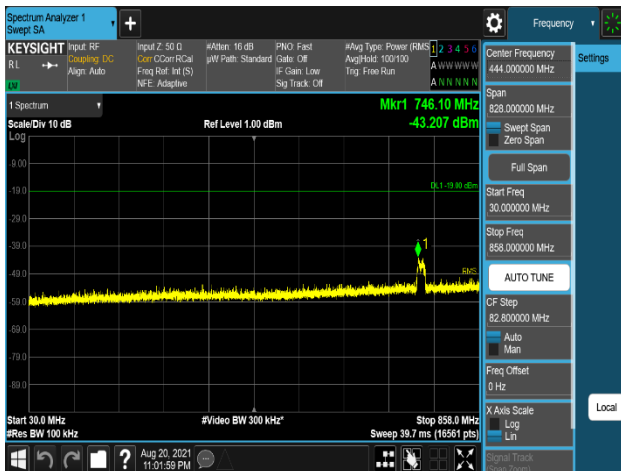 Spectrum Analyzer 1
Swept SA
+
Frequency
KEYSIGHT
Input: RF
Input Z: 50 Ω
#Atten: 16 dB
PNO: Fast
#Avg Type: Power (RMS
1 2 3 4 5 6
RL
Coupling: DC
Corr CCorr RCal
µW Path: Standard
Gate: Off
Avg|Hold: 100/100
A W W W W W
Align: Auto
Freq Ref: Int (S)
IF Gain: Low
Trig: Free Run
NFE: Adaptive
Sig Track: Off
A N N N N N
1 Spectrum
Mkr1 746.10 MHz
Scale/Div 10 dB
Ref Level 1.00 dBm
-43.207 dBm
Log
-9.00
-19.0
DL1 -19.00 dBm
-29.0
-39.0
1
-49.0
RMS
-59.0
-69.0
-79.0
-89.0
Start 30.0 MHz
#Video BW 300 kHz*
Stop 858.0 MHz
#Res BW 100 kHz
Sweep 39.7 ms (16561 pts)
?
Aug 20, 2021
11:01:59 PM
Center Frequency
444.000000 MHz
Span
828.000000 MHz
Swept Span
Zero Span
Full Span
Start Freq
30.000000 MHz
Stop Freq
858.000000 MHz
AUTO TUNE
CF Step
82.800000 MHz
Auto
Man
Freq Offset
0 Hz
X Axis Scale
Log
Lin
Signal Track
(Span Zoom)
Settings
Local